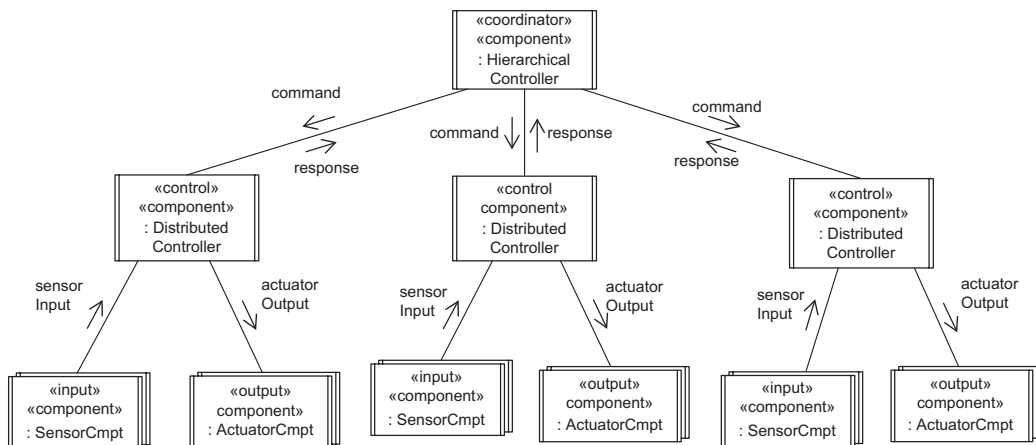 «coordinator»
«component»
: Hierarchical
Controller
command
response
command
response
command
response
«control»
«component»
: Distributed
Controller
«control
component»
: Distributed
Controller
«control»
«component»
: Distributed
Controller
sensor
Input
actuator
Output
sensor
Input
actuator
Output
sensor
Input
actuator
Output
«input»
«component»
: SensorCmpt
«output»
component»
: ActuatorCmpt
«input»
«component»
: SensorCmpt
«output»
component»
: ActuatorCmpt
«input»
«component»
: SensorCmpt
«output»
component»
: ActuatorCmpt